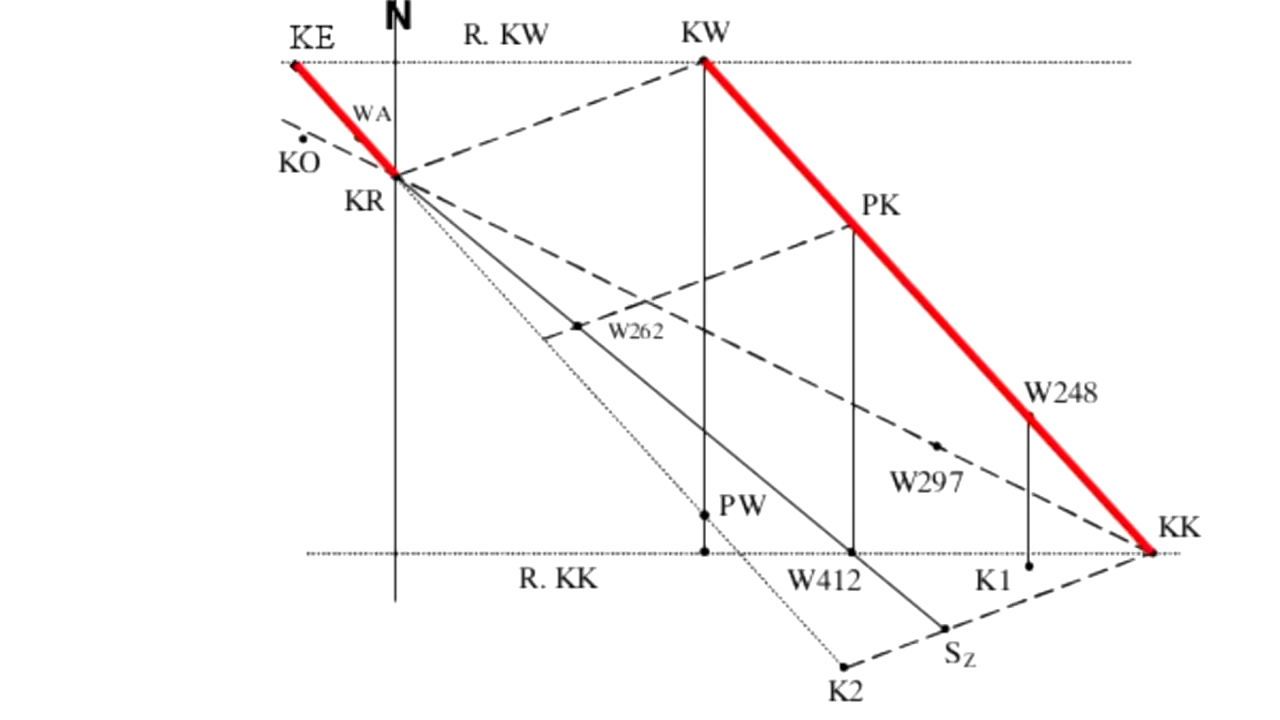 N
KE
R. KW
KW
WA
KO
KR
PK
W262
W248
W297
PW
KK
R. KK
W412
K1
SZ
K2